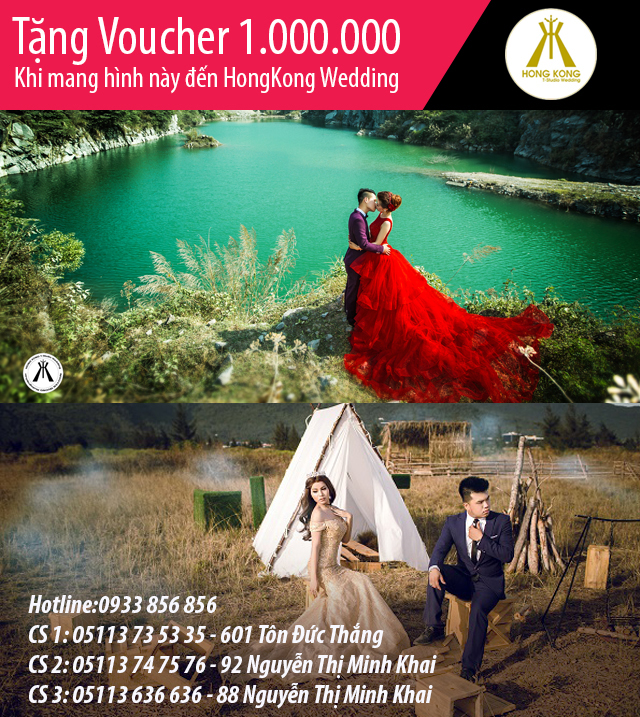 Tặng Voucher 1.000.000
Khi mang hình này đến HongKong Wedding
HONG KONG
T-Studio Wedding
Hotline:0933 856 856
CS 1: 05113 73 53 35 - 601 Tôn Đức Thắng
CS 2: 05113 74 75 76 - 92 Nguyễn Thị Minh Khai
CS 3: 05113 636 636 - 88 Nguyễn Thị Minh Khai